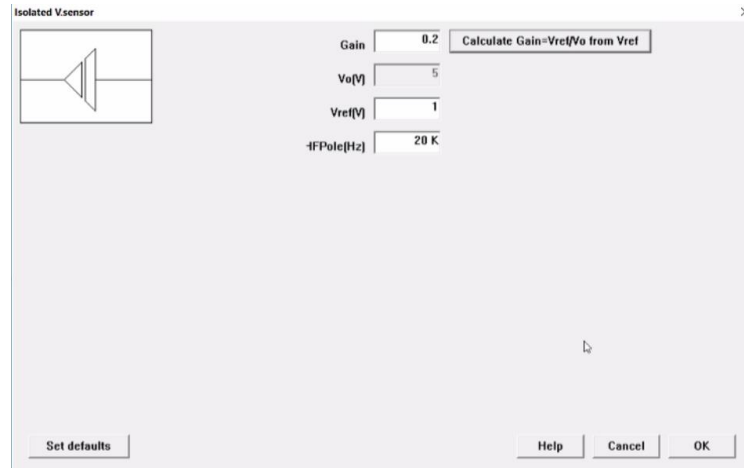 Isolated V.sensor
Gain 0.2 Calculate Gain=Vref/Vo from Vref
Vo(V) 5
Vref(V) 1
HFPole(Hz) 20 K
Set defaults Help Cancel OK